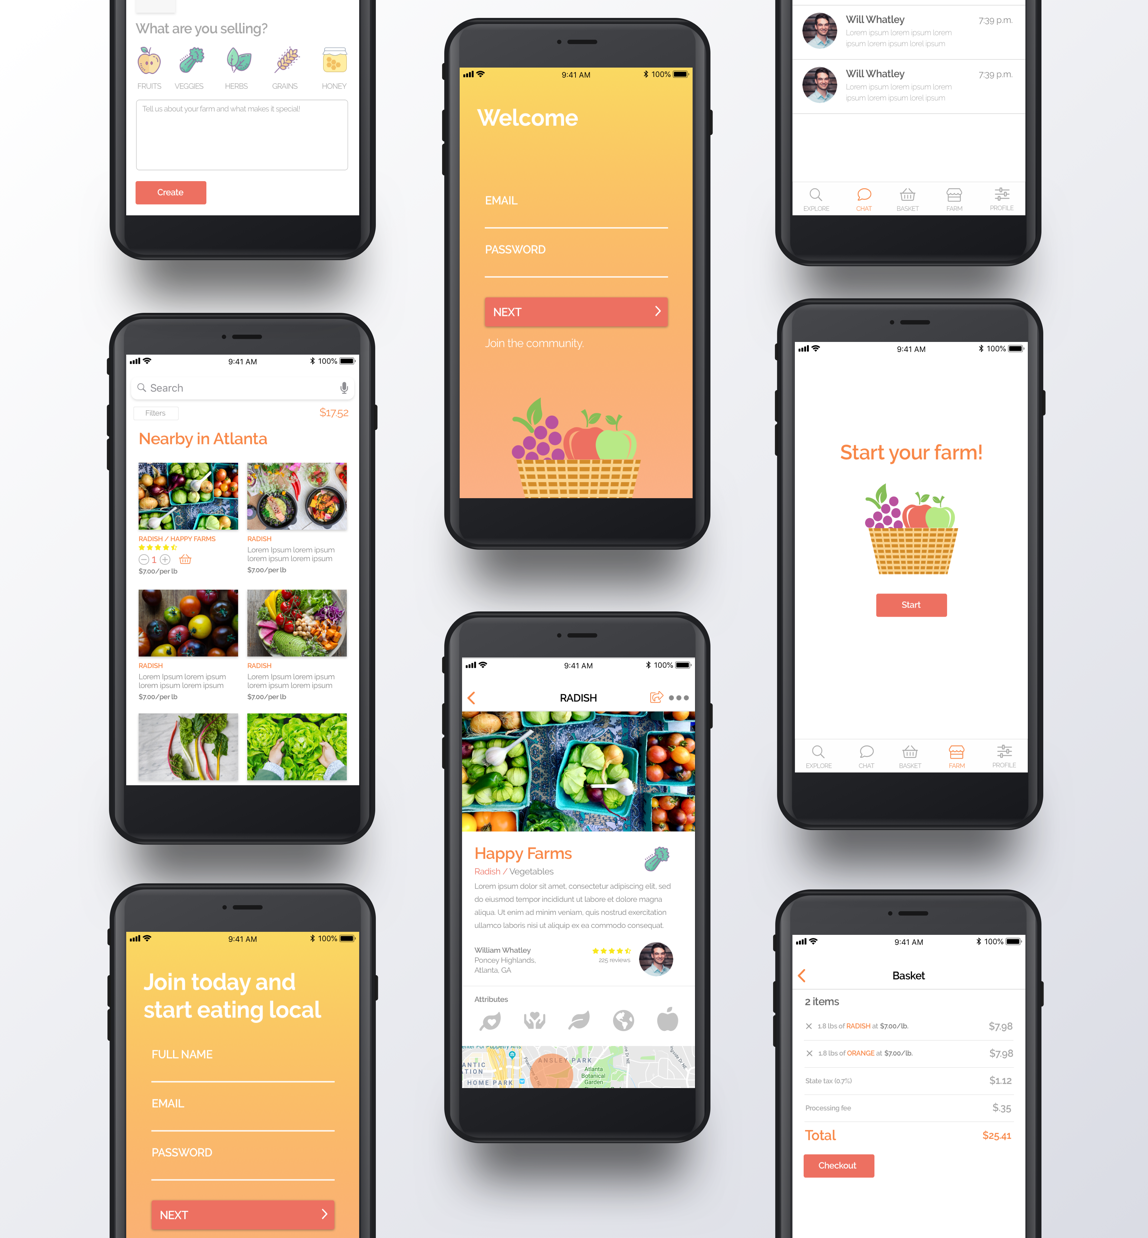 What are you selling?
FRUITS VEGGIES HERBS GRAINS HONEY
Tell us about your farm and what makes it special!
Create
9:41 AM 100%
Welcome
EMAIL
PASSWORD
NEXT
Join the community.
Will Whatley 7:39 p.m.
Lorem ipsum lorem ipsum lorem
ipsum lorem ipsum lorel ipsum
Will Whatley 7:39 p.m.
Lorem ipsum lorem ipsum lorem
ipsum lorem ipsum lorel ipsum
EXPLORE CHAT BASKET FARM PROFILE
9:41 AM 100%
Search
Filters $17.52
Nearby in Atlanta
RADISH / HAPPY FARMS
1
$7.00/per lb
RADISH
Lorem Ipsum lorem ipsum
lorem ipsum lorem ipsum
$7.00/per lb
RADISH
Lorem Ipsum lorem ipsum
lorem ipsum lorem ipsum
$7.00/per lb
RADISH
Lorem Ipsum lorem ipsum
lorem ipsum lorem ipsum
$7.00/per lb
9:41 AM 100%
Start your farm!
Start
EXPLORE CHAT BASKET FARM PROFILE
9:41 AM 100%
RADISH
Happy Farms
Radish / Vegetables
Lorem ipsum dolor sit amet, consectetur adipiscing elit, sed
do eiusmod tempor incididunt ut labore et dolore magna
aliqua. Ut enim ad minim veniam, quis nostrud exercitation
ullamco laboris nisi ut aliquip ex ea commodo consequat.
William Whatley
Poncey Highlands,
Atlanta, GA
225 reviews
Attributes
ANSLEY PARK
HOME PARK
Atlanta
Botanical
Garden
9:41 AM 100%
Join today and
start eating local
FULL NAME
EMAIL
PASSWORD
NEXT
9:41 AM 100%
Basket
2 items
1.8 lbs of RADISH at $7.00/lb. $7.98
1.8 lbs of ORANGE at $7.00/lb. $7.98
State tax (0.7%) $1.12
Processing fee $.35
Total $25.41
Checkout